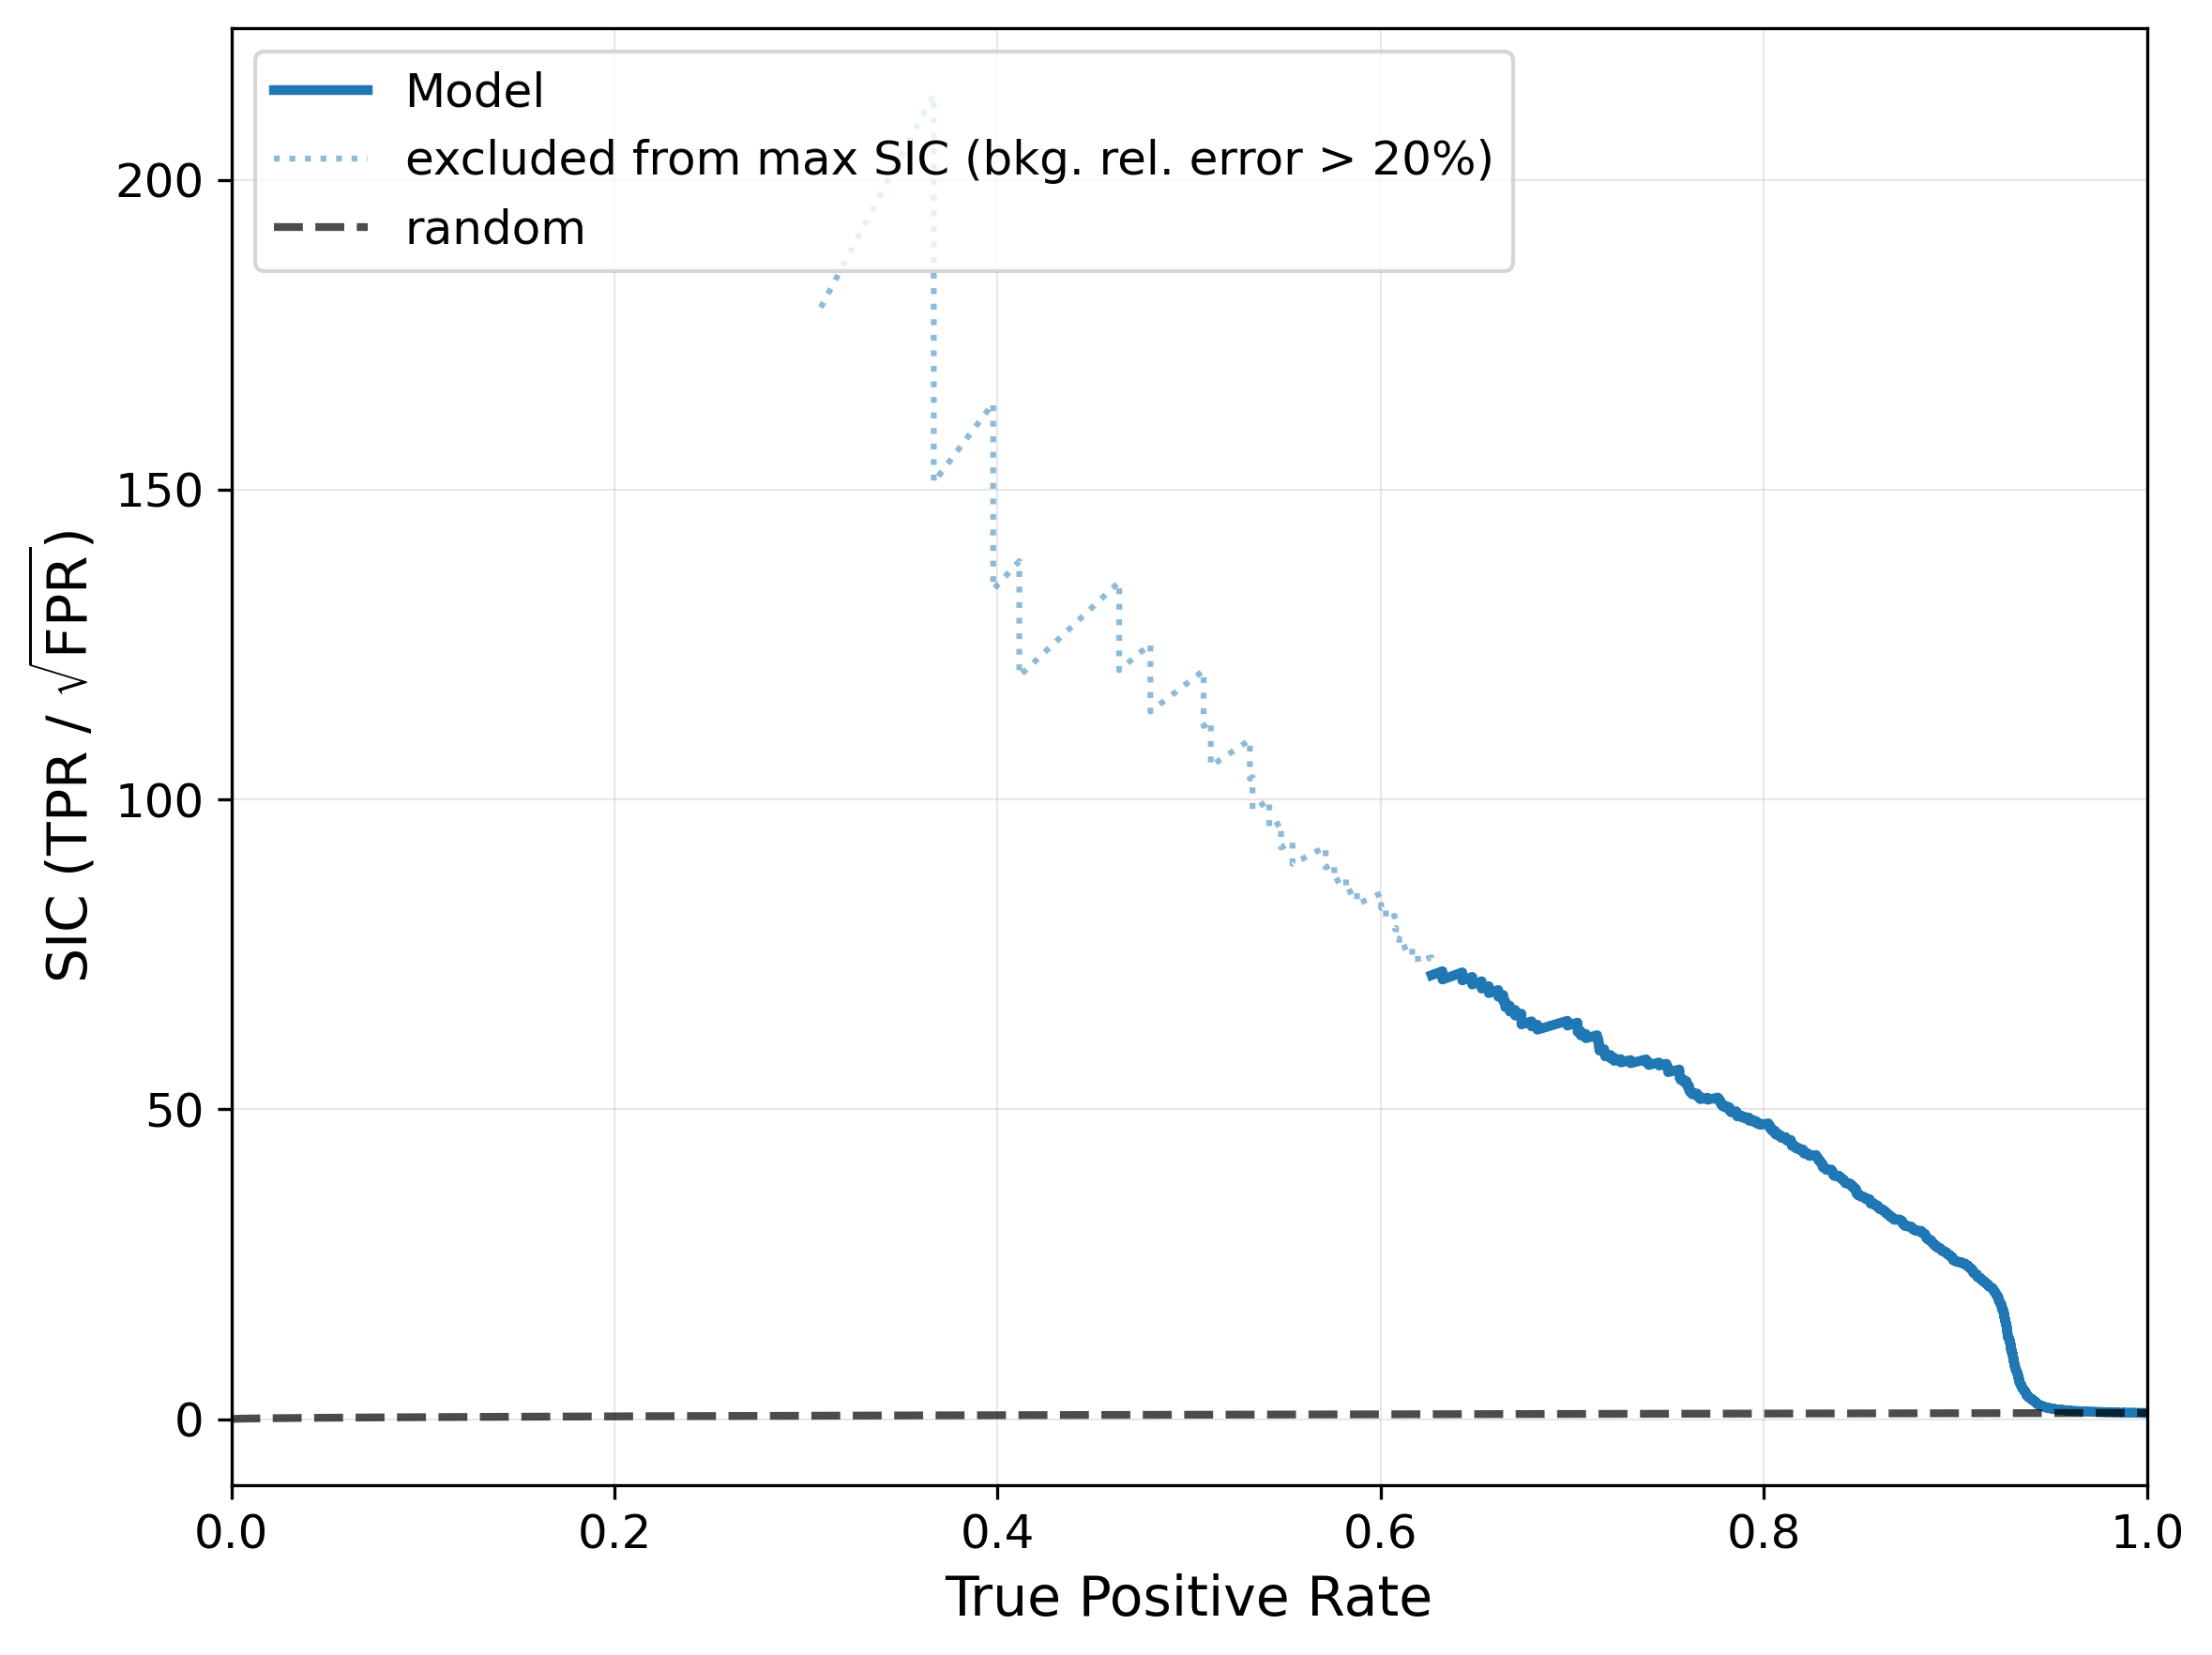 Model
excluded from max SIC (bkg. rel. error > 20%)
random
200
150
100
50
0
SIC (TPR / √FPR)
0.0 0.2 0.4 0.6 0.8 1.0
True Positive Rate